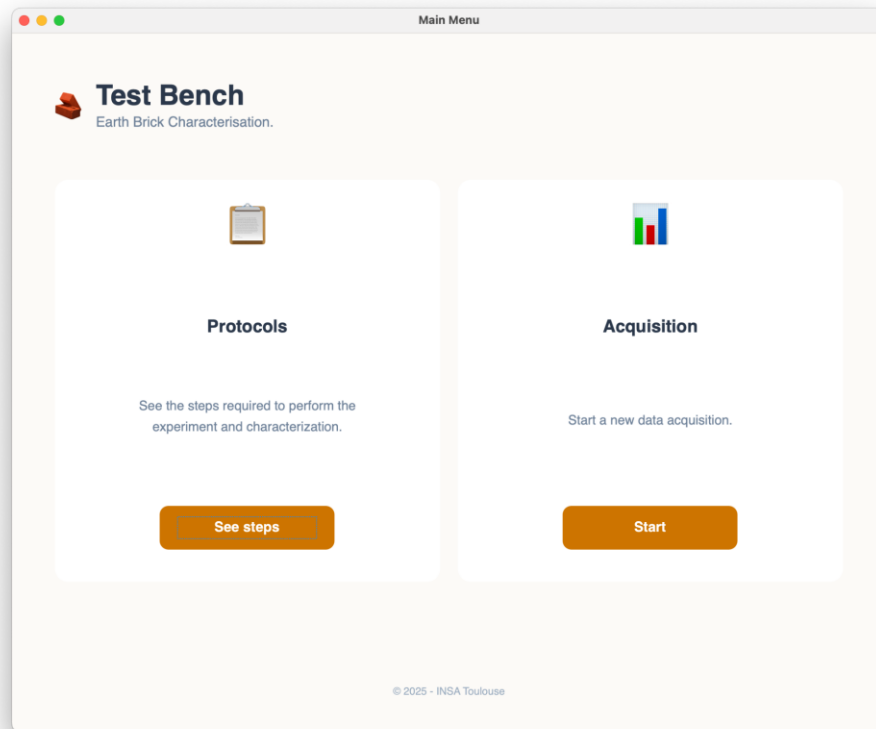 Main Menu
Test Bench
Earth Brick Characterisation.
Protocols
See the steps required to perform the
experiment and characterization.
See steps
Acquisition
Start a new data acquisition.
Start
© 2025 - INSA Toulouse